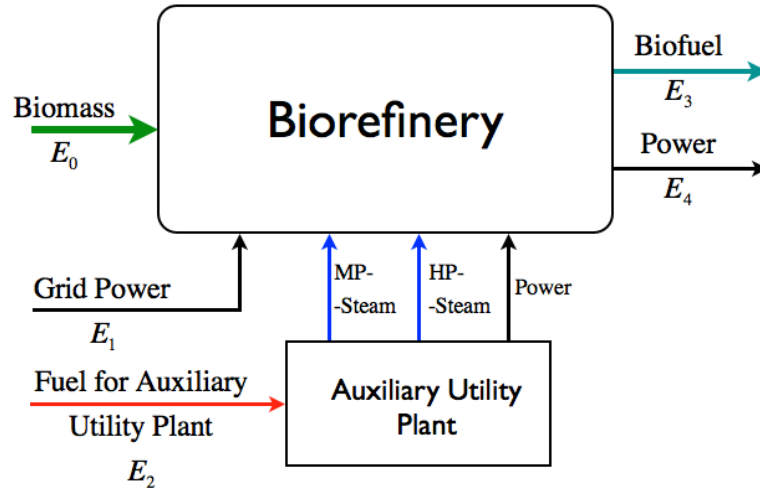 Biorefinery
Biomass
E0
Biofuel
E3
Power
E4
Grid Power
E1
MP-
-Steam
HP-
-Steam
Power
Fuel for Auxiliary
Utility Plant
E2
Auxiliary Utility
Plant